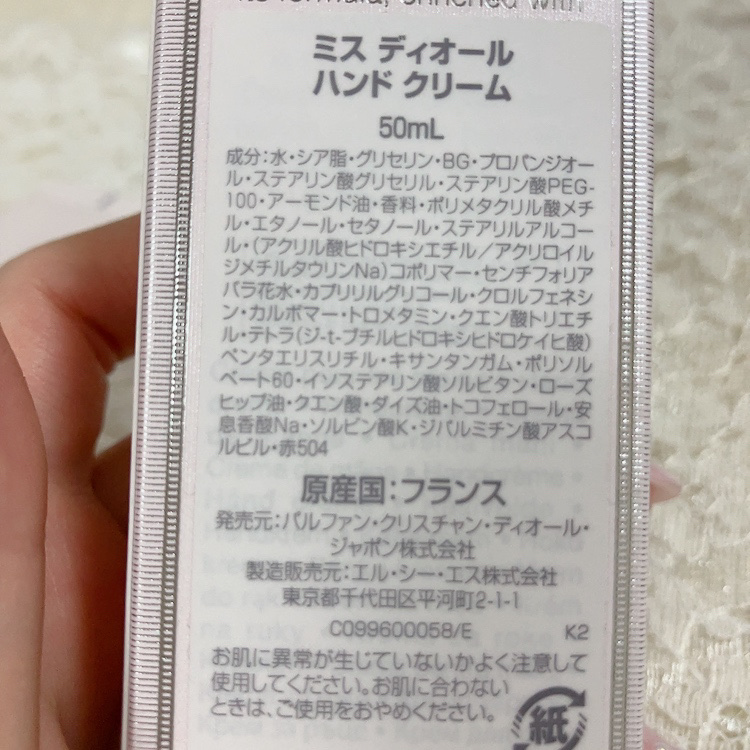 its formula, enriched with
ミス ディオール
ハンド クリーム
50mL
成分：水・シア脂・グリセリン・BG・プロパンジオー
ル・ステアリン酸グリセリル・ステアリン酸PEG-
100・アーモンド油・香料・ポリメタクリル酸メチ
ル・エタノール・セタノール・ステアリルアルコー
ル・（アクリル酸ヒドロキシエチル／アクリロイル
ジメチルタウリンNa）コポリマー・センチフォリア
バラ花水・カプリリルグリコール・クロルフェネシ
ン・カルボマー・トロメタミン・クエン酸トリエチ
ル・テトラ（ジ-t-ブチルヒドロキシヒドロケイヒ酸）
ペンタエリスリチル・キサンタンガム・ポリソル
ベート60・イソステアリン酸ソルビタン・ローズ
ヒップ油・クエン酸・ダイズ油・トコフェロール・安
息香酸Na・ソルビン酸K・ジパルミチン酸アスコ
ルビル・赤504
原産国：フランス
発売元：パルファン・クリスチャン・ディオール・
ジャポン株式会社
製造販売元：エル・シー・エス株式会社
東京都千代田区平河町2-1-1
C099600058/E K2
お肌に異常が生じていないかよく注意して
使用してください。お肌に合わない
ときは、ご使用をおやめください。
紙